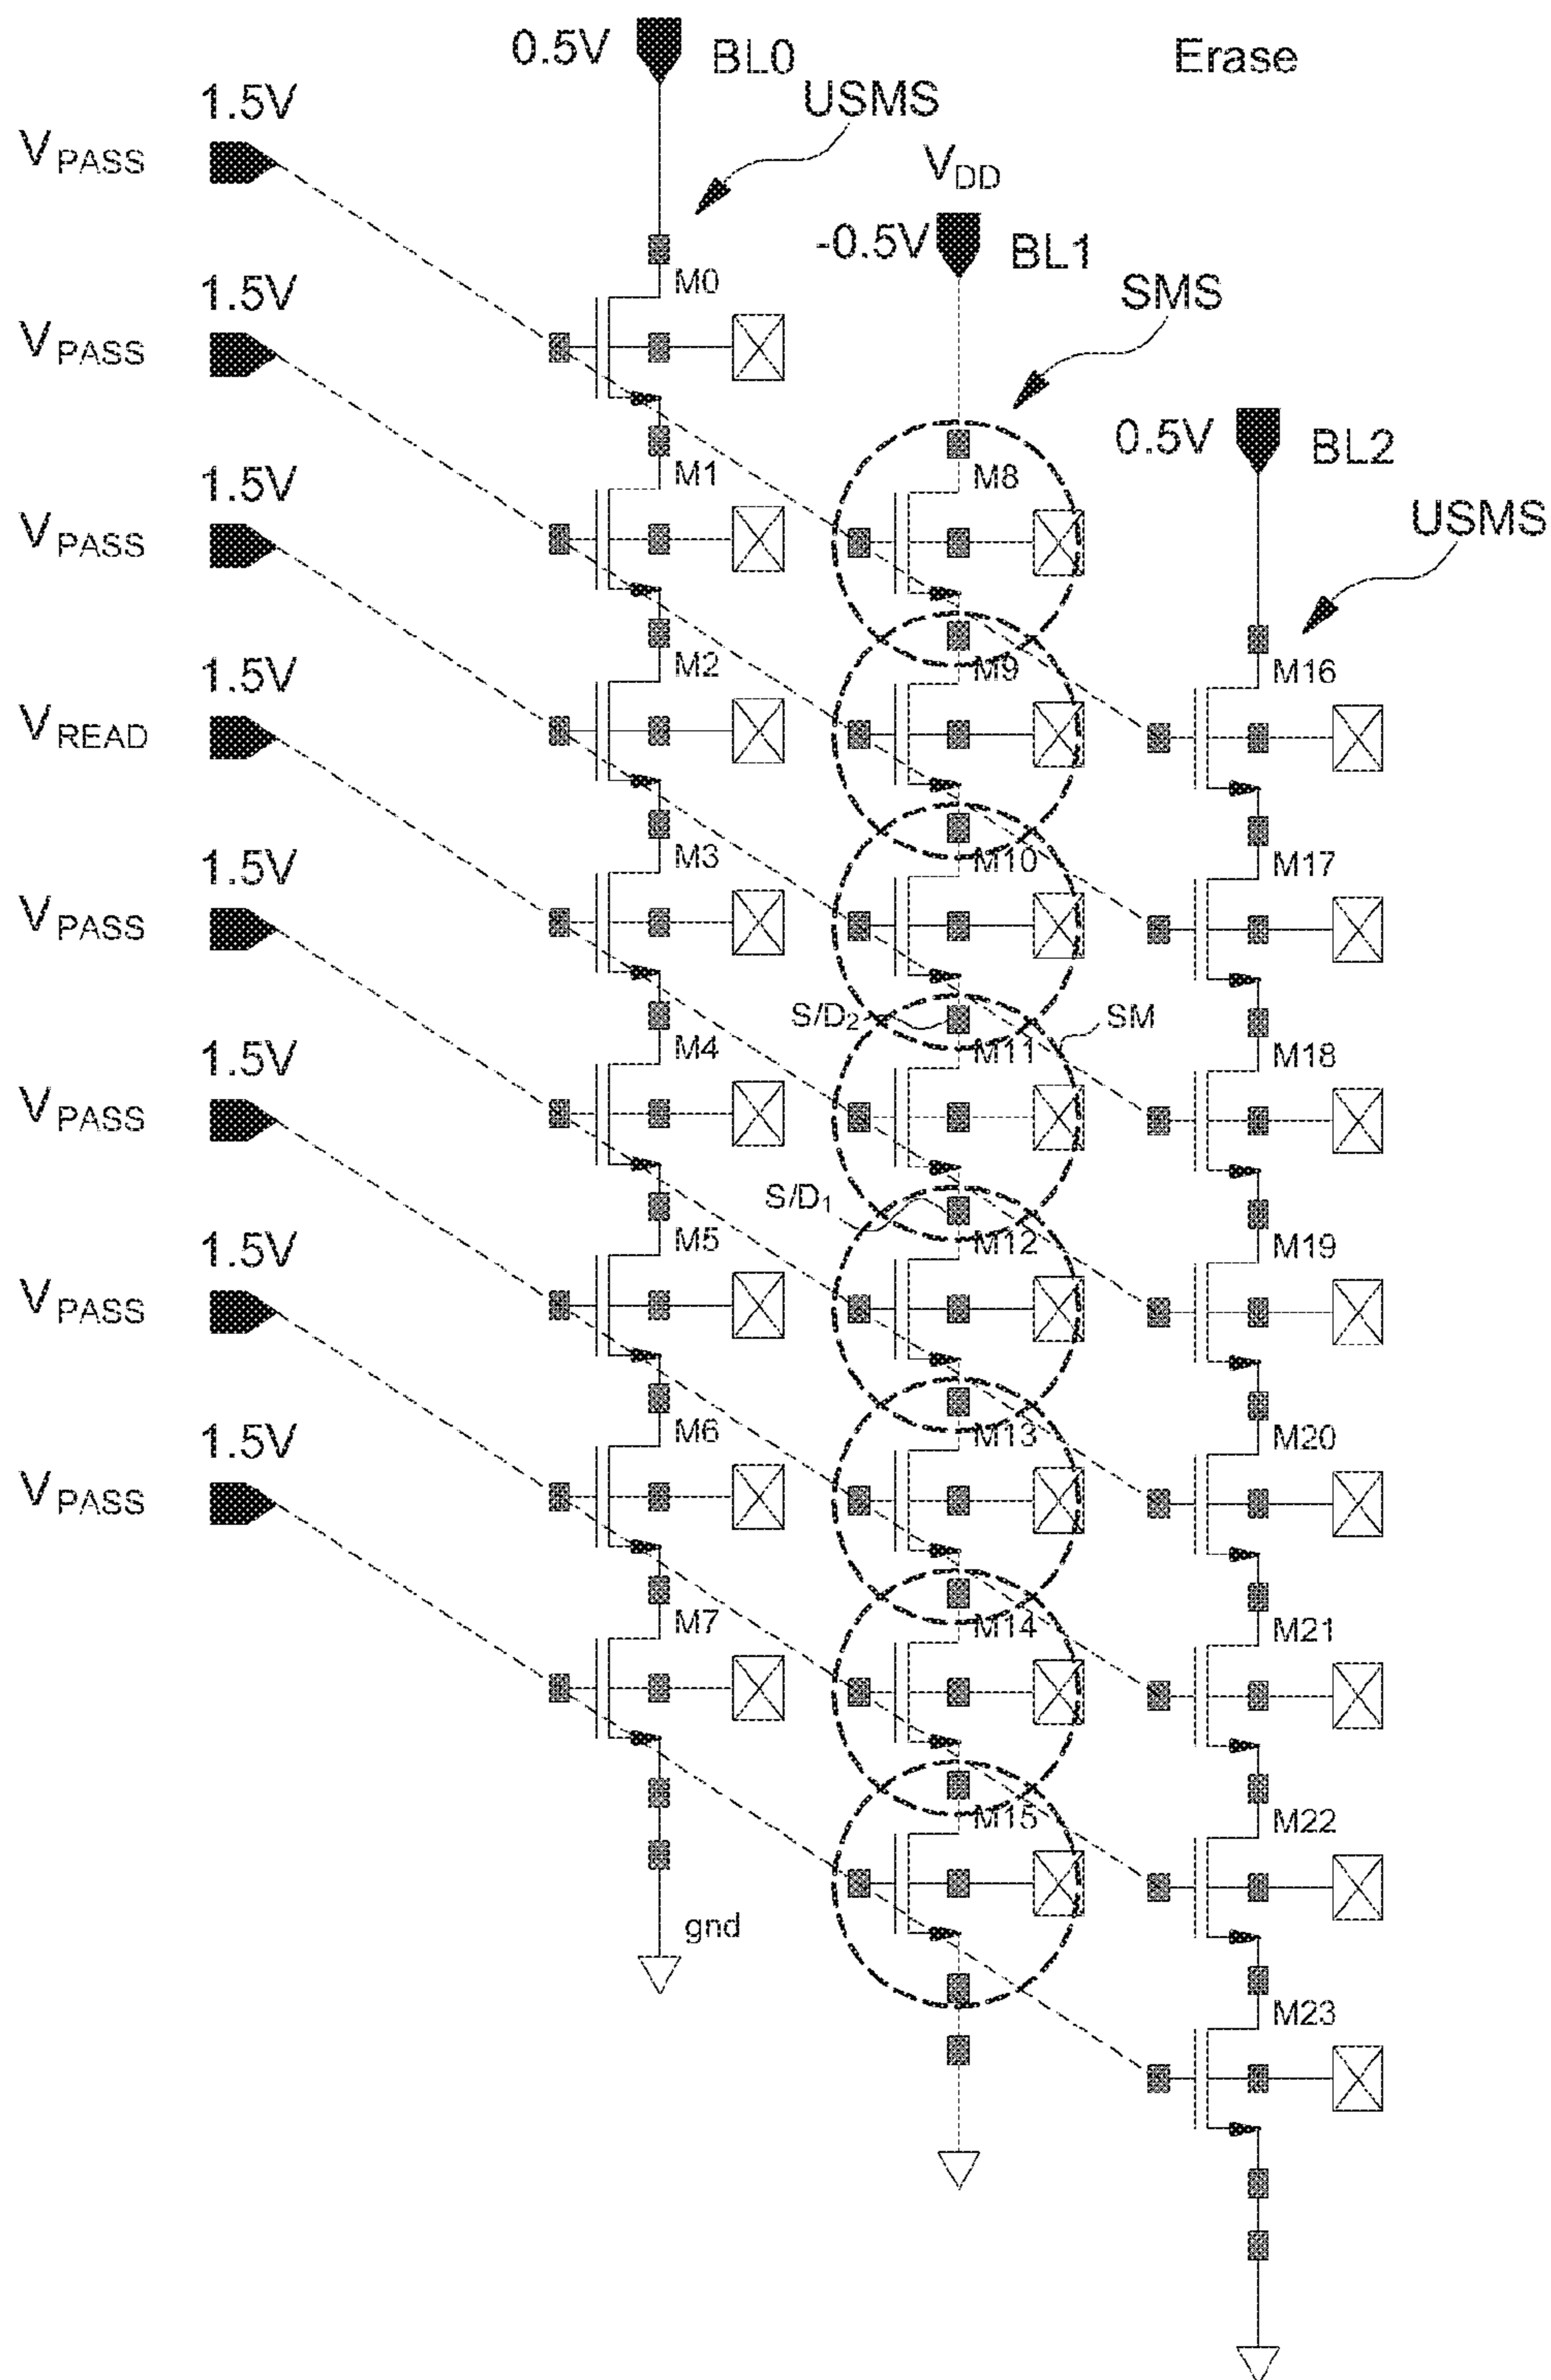 0.5V BL0 Erase
1.5V USMS
VPASS
VDD
-0.5V BL1
M0
1.5V SMS
VPASS
0.5V BL2
M1
M8
1.5V USMS
VPASS
M2
M9
M16
1.5V
VREAD
M3
M10
M17
1.5V
VPASS
S/D2 SM
M4
M11
M18
1.5V
VPASS
S/D1
M5
M12
M19
1.5V
VPASS
M6
M13
M20
1.5V
VPASS
M7
M14
M21
M15
M22
gnd
M23